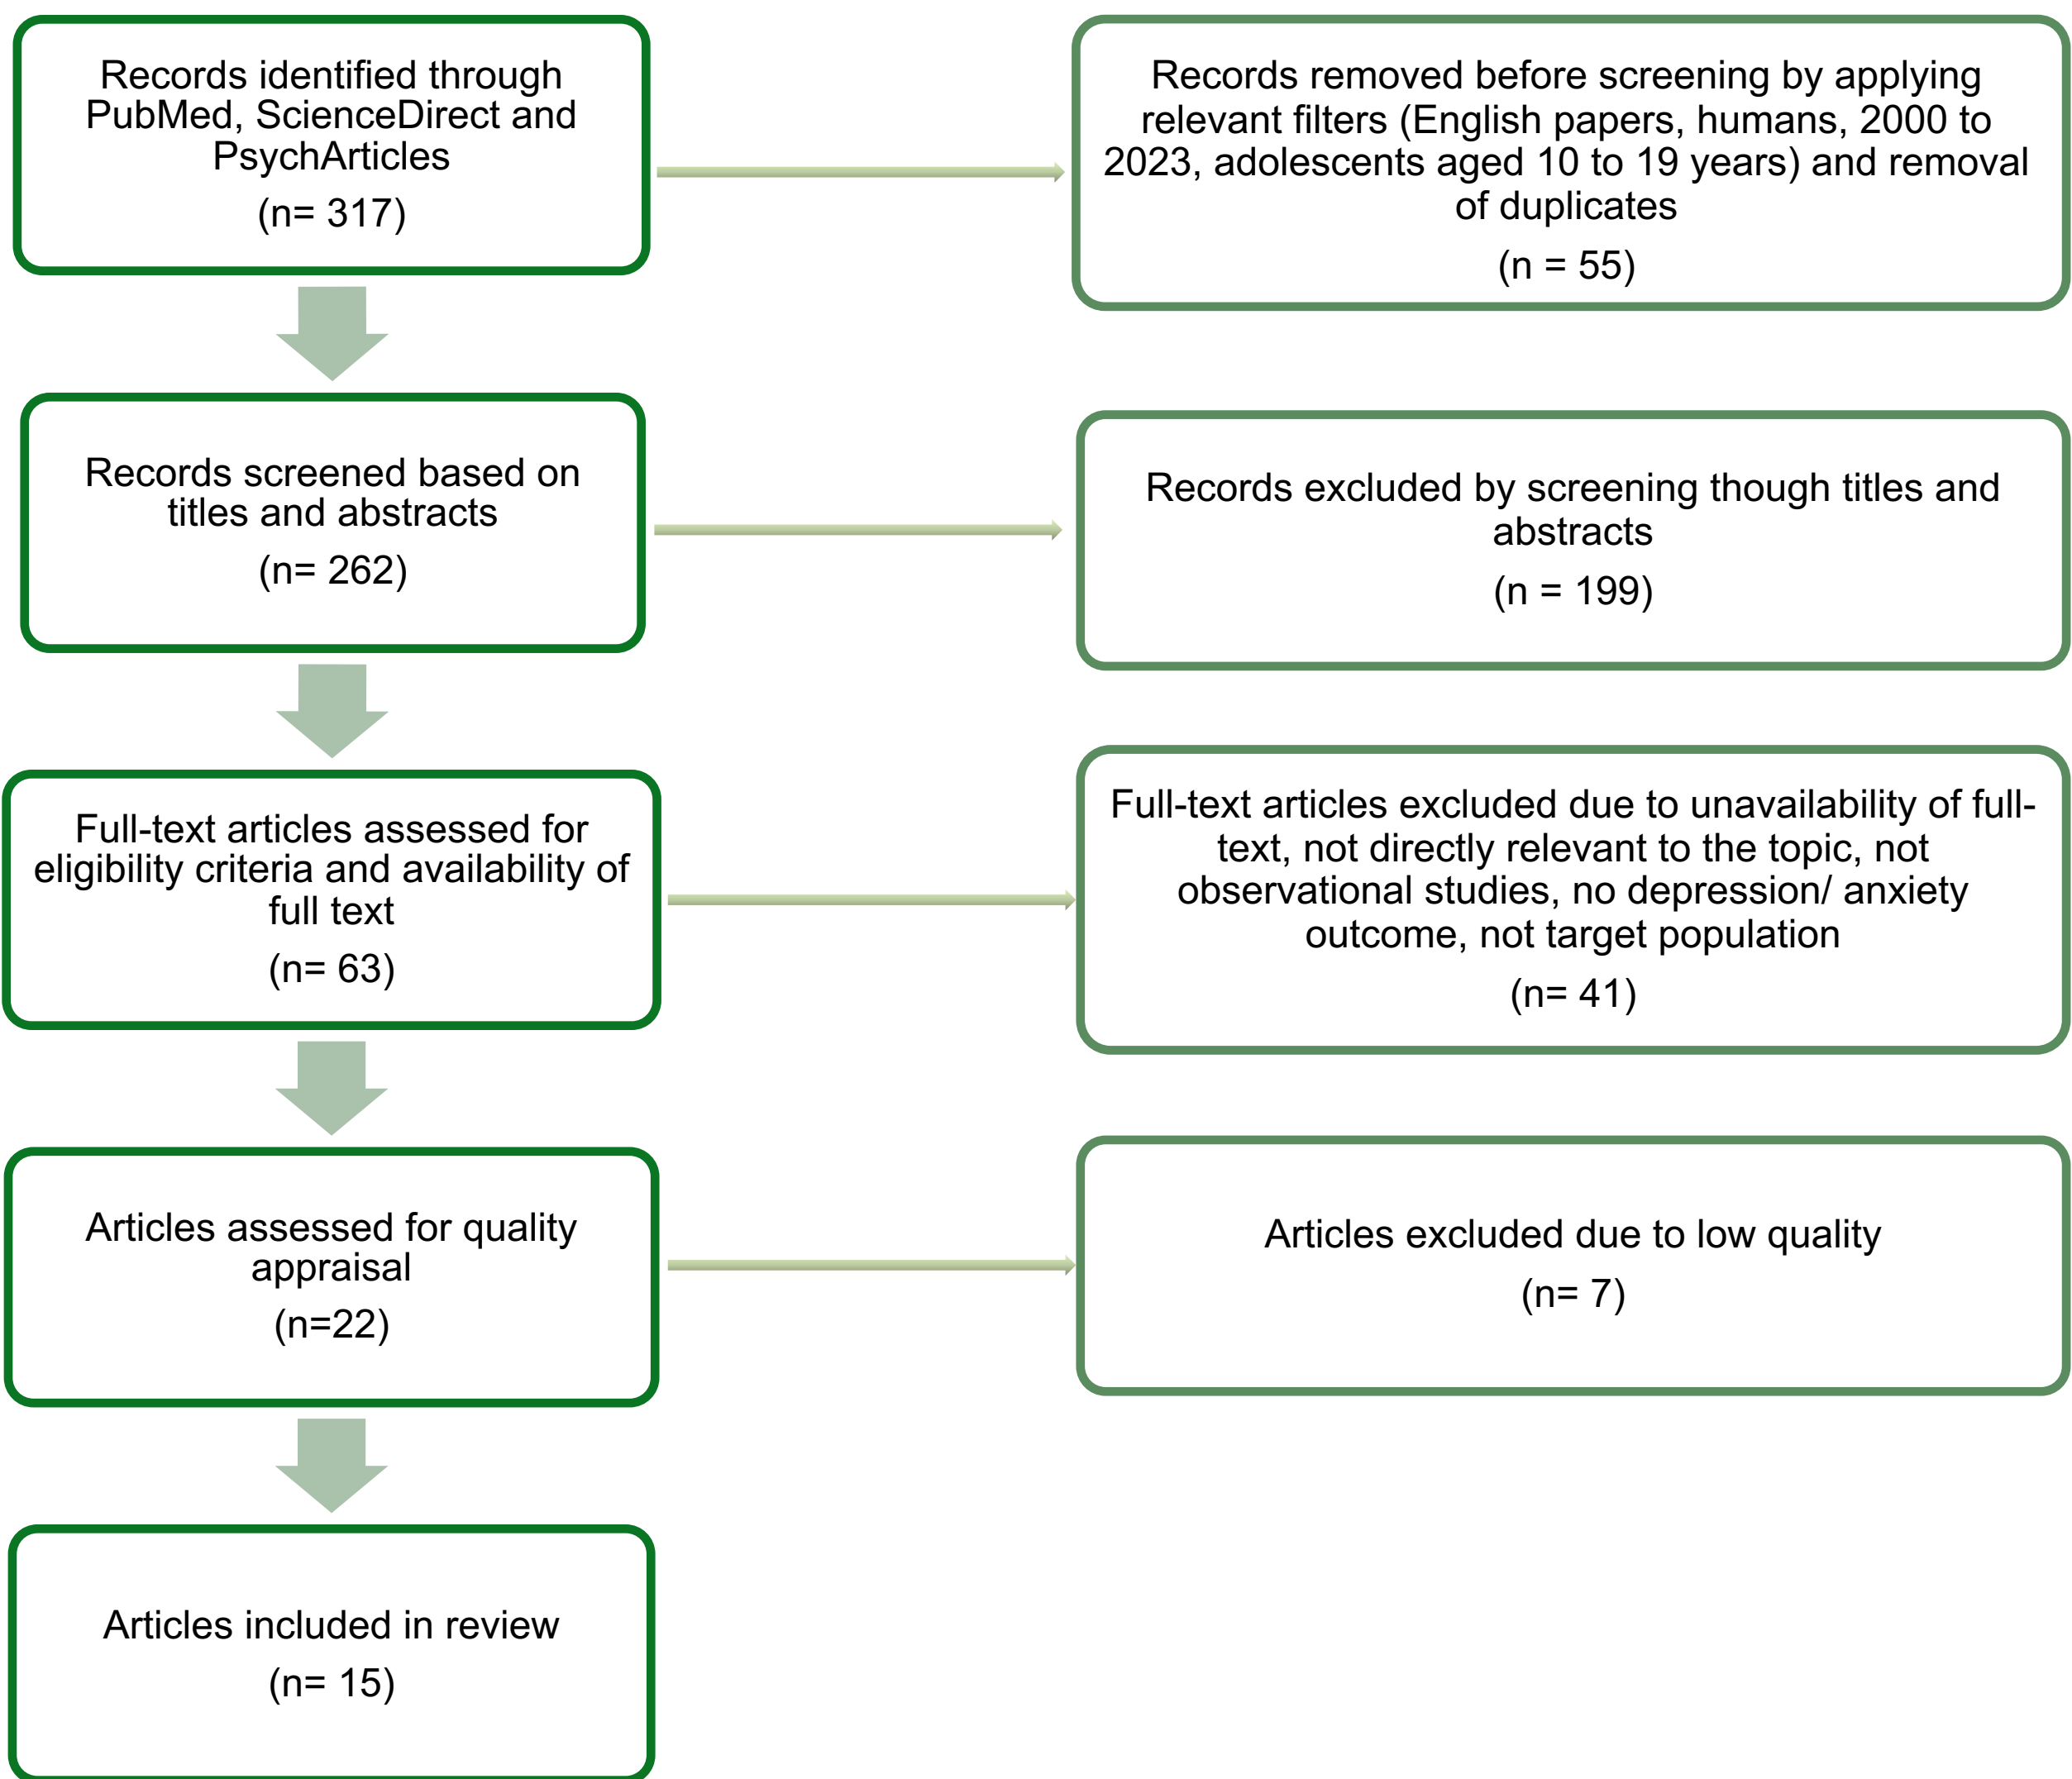 Records identified through
PubMed, ScienceDirect and
PsychArticles
(n= 317)
Records removed before screening by applying
relevant filters (English papers, humans, 2000 to
2023, adolescents aged 10 to 19 years) and removal
of duplicates
(n = 55)
Records screened based on
titles and abstracts
(n= 262)
Records excluded by screening though titles and
abstracts
(n = 199)
Full-text articles assessed for
eligibility criteria and availability of
full text
(n= 63)
Full-text articles excluded due to unavailability of full-
text, not directly relevant to the topic, not
observational studies, no depression/ anxiety
outcome, not target population
(n= 41)
Articles assessed for quality
appraisal
(n=22)
Articles excluded due to low quality
(n= 7)
Articles included in review
(n= 15)